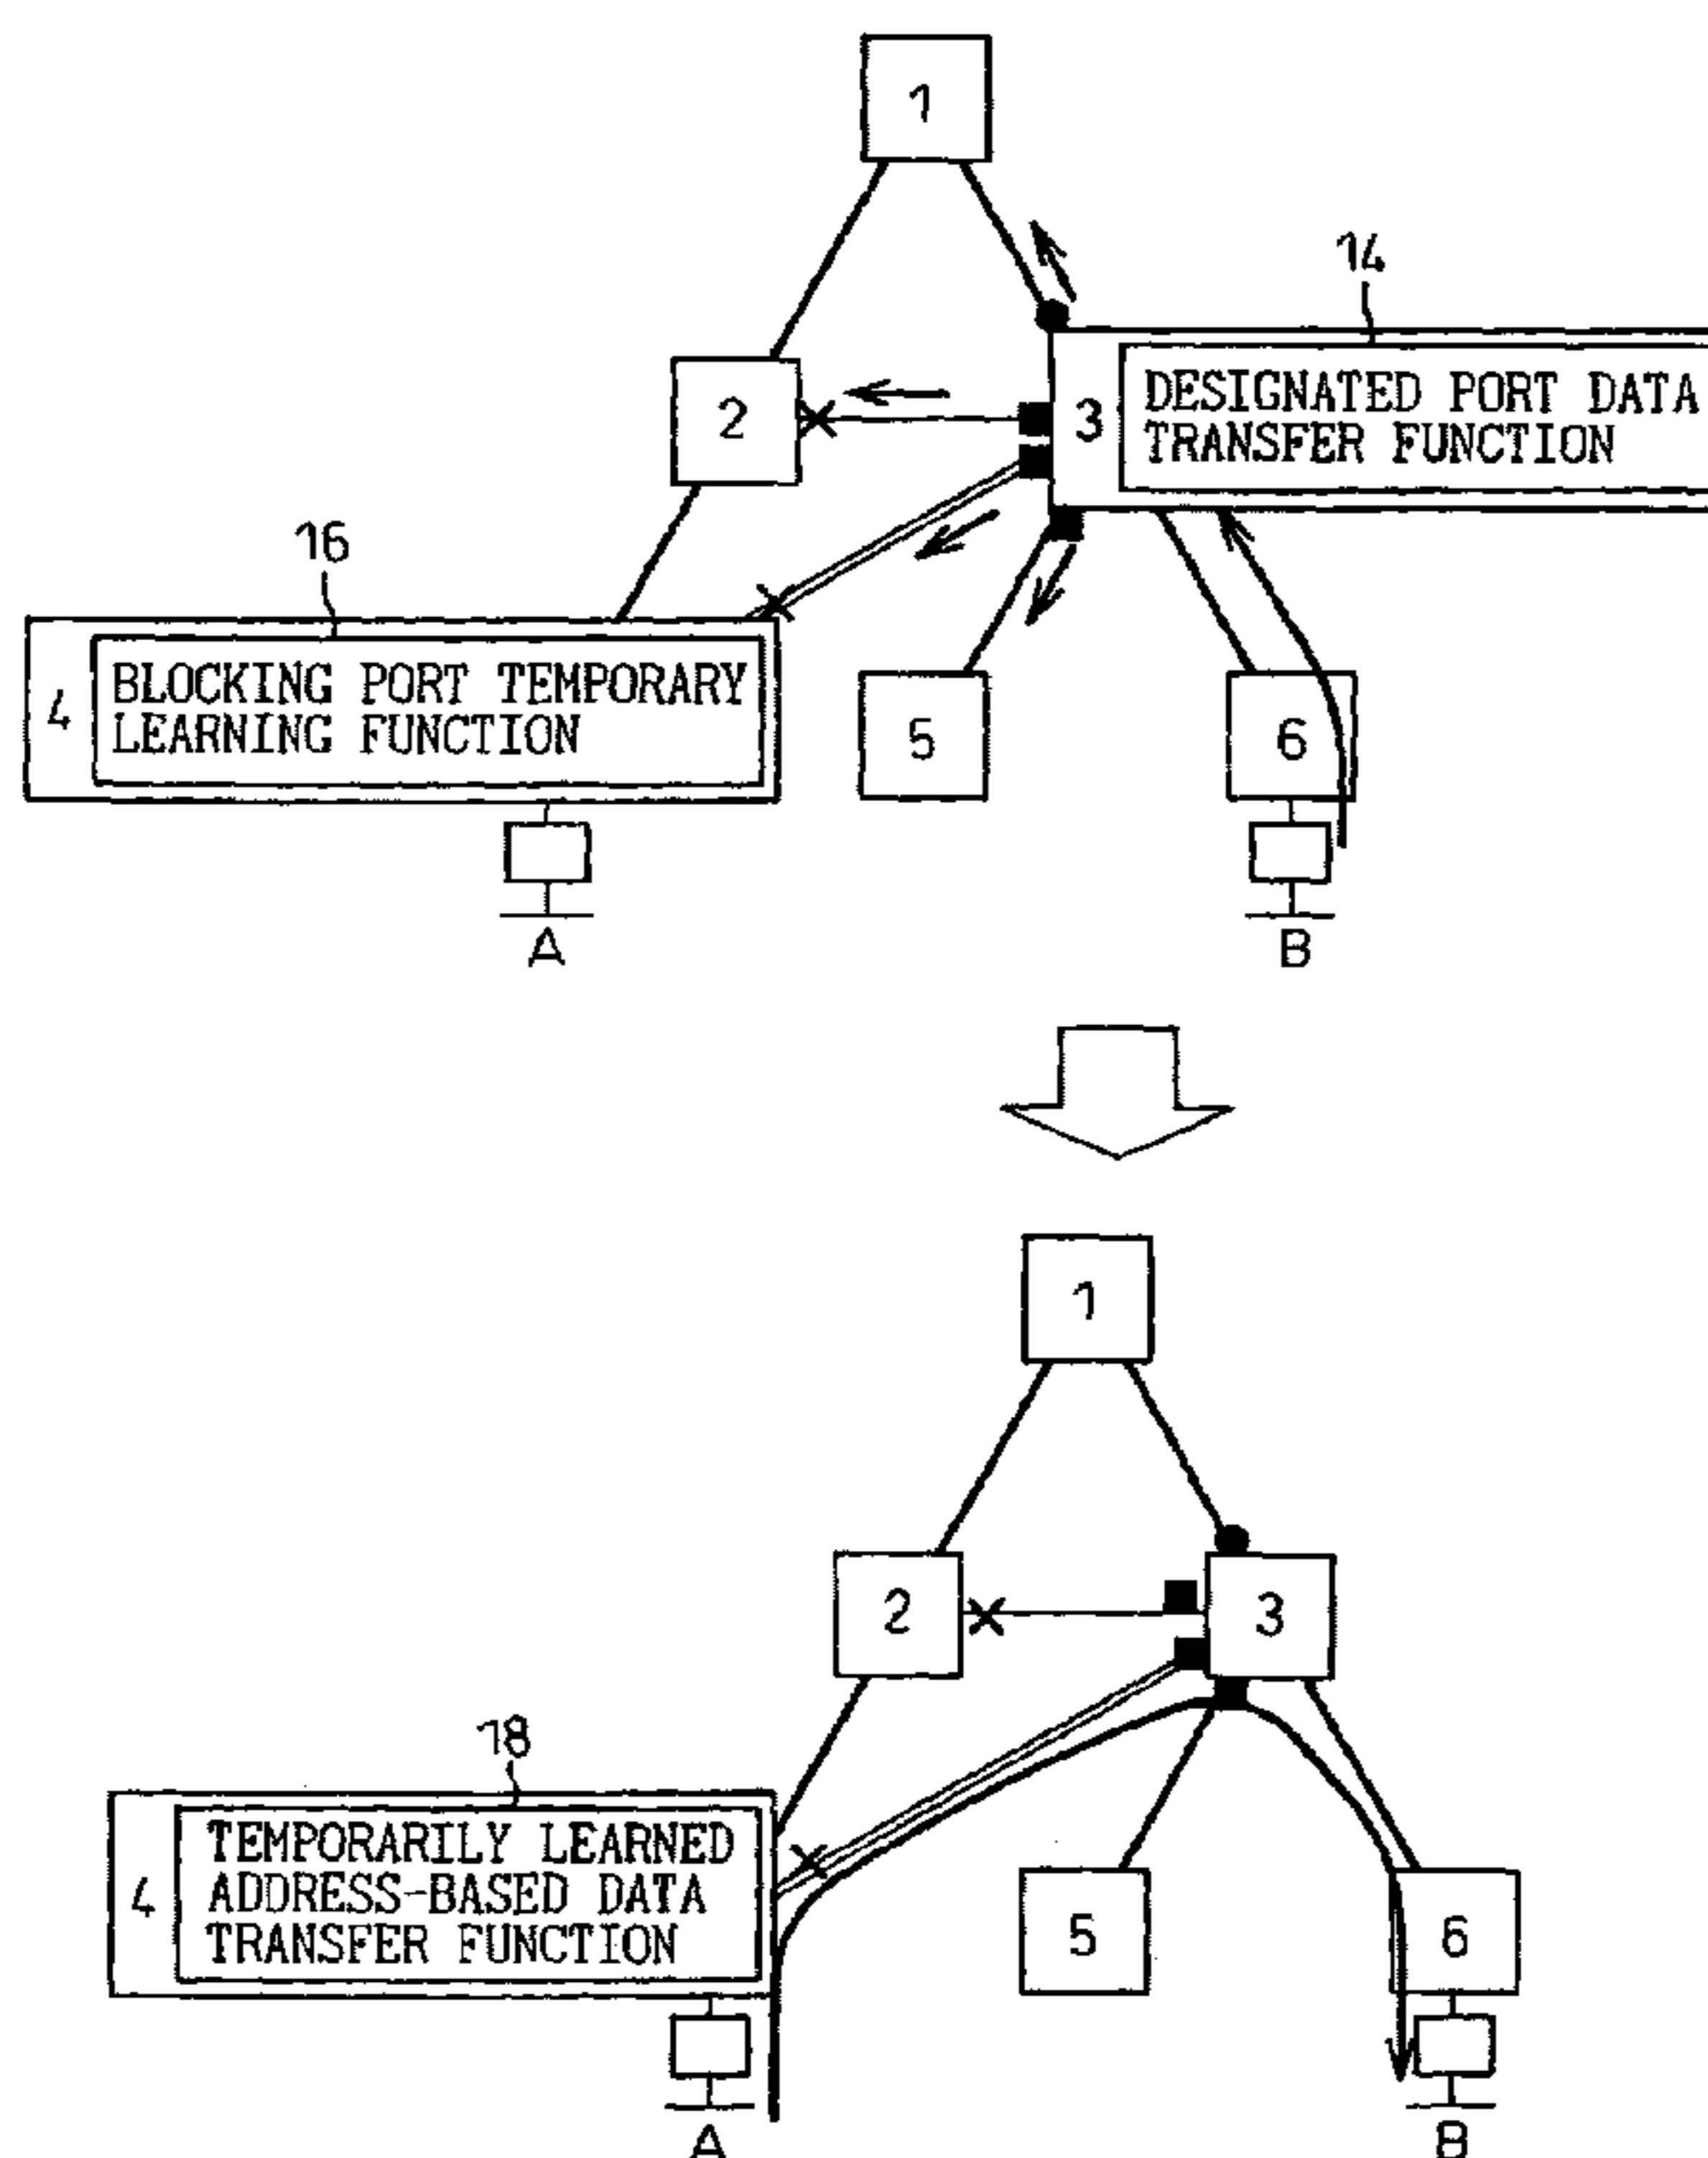 1
14
2
3
DESIGNATED PORT DATA
TRANSFER FUNCTION
16
4
BLOCKING PORT TEMPORARY
LEARNING FUNCTION
5
6
A
B
1
2
3
18
4
TEMPORARILY LEARNED
ADDRESS-BASED DATA
TRANSFER FUNCTION
5
6
A
B